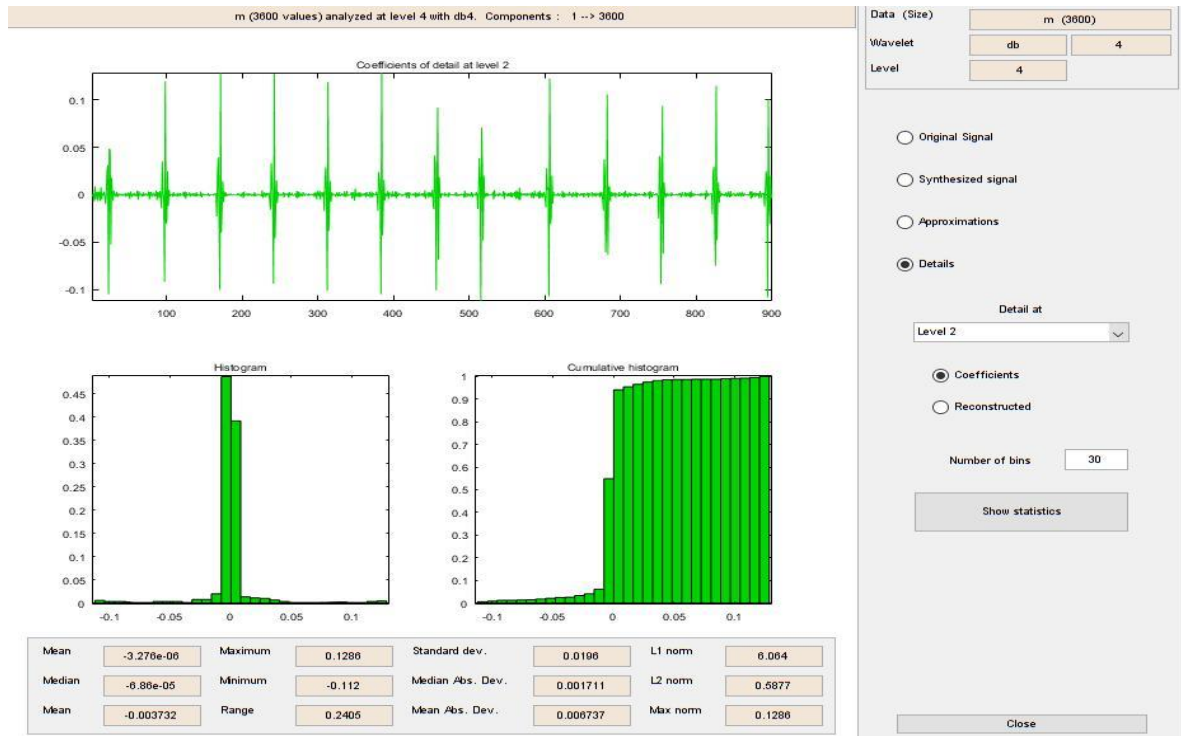 m (3600 values) analyzed at level 4 with db4. Components : 1 --> 3600
Data (Size) m (3600)
Wavelet db 4
Level 4
Coefficients of detail at level 2
0.1
0.05
0
-0.05
-0.1
100 200 300 400 500 600 700 800 900
Original Signal
Synthesized signal
Approximations
Details
Detail at
Level 2
Coefficients
Reconstructed
Number of bins 30
Show statistics
Histogram
0.45
0.4
0.35
0.3
0.25
0.2
0.15
0.1
0.05
0
-0.1 -0.05 0 0.05 0.1
Cumulative histogram
1
0.9
0.8
0.7
0.6
0.5
0.4
0.3
0.2
0.1
0
-0.1 -0.05 0 0.05 0.1
Mean -3.276e-06 Maximum 0.1286 Standard dev. 0.0196 L1 norm 6.064
Median -6.86e-05 Minimum -0.112 Median Abs. Dev. 0.001711 L2 norm 0.5877
Mean -0.003732 Range 0.2405 Mean Abs. Dev. 0.006737 Max norm 0.1286
Close